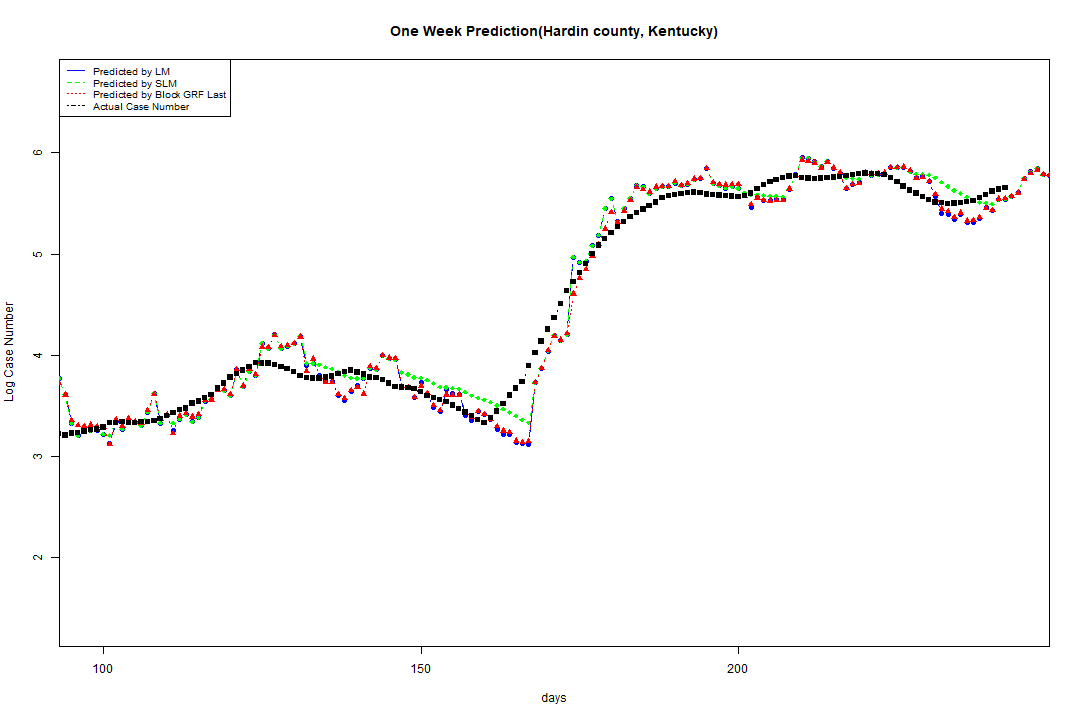 One Week Prediction(Hardin county, Kentucky)
Predicted by LM
Predicted by SLM
Predicted by Block GRF Last
Actual Case Number
6
5
4
3
2
Log Case Number
100 150 200
days